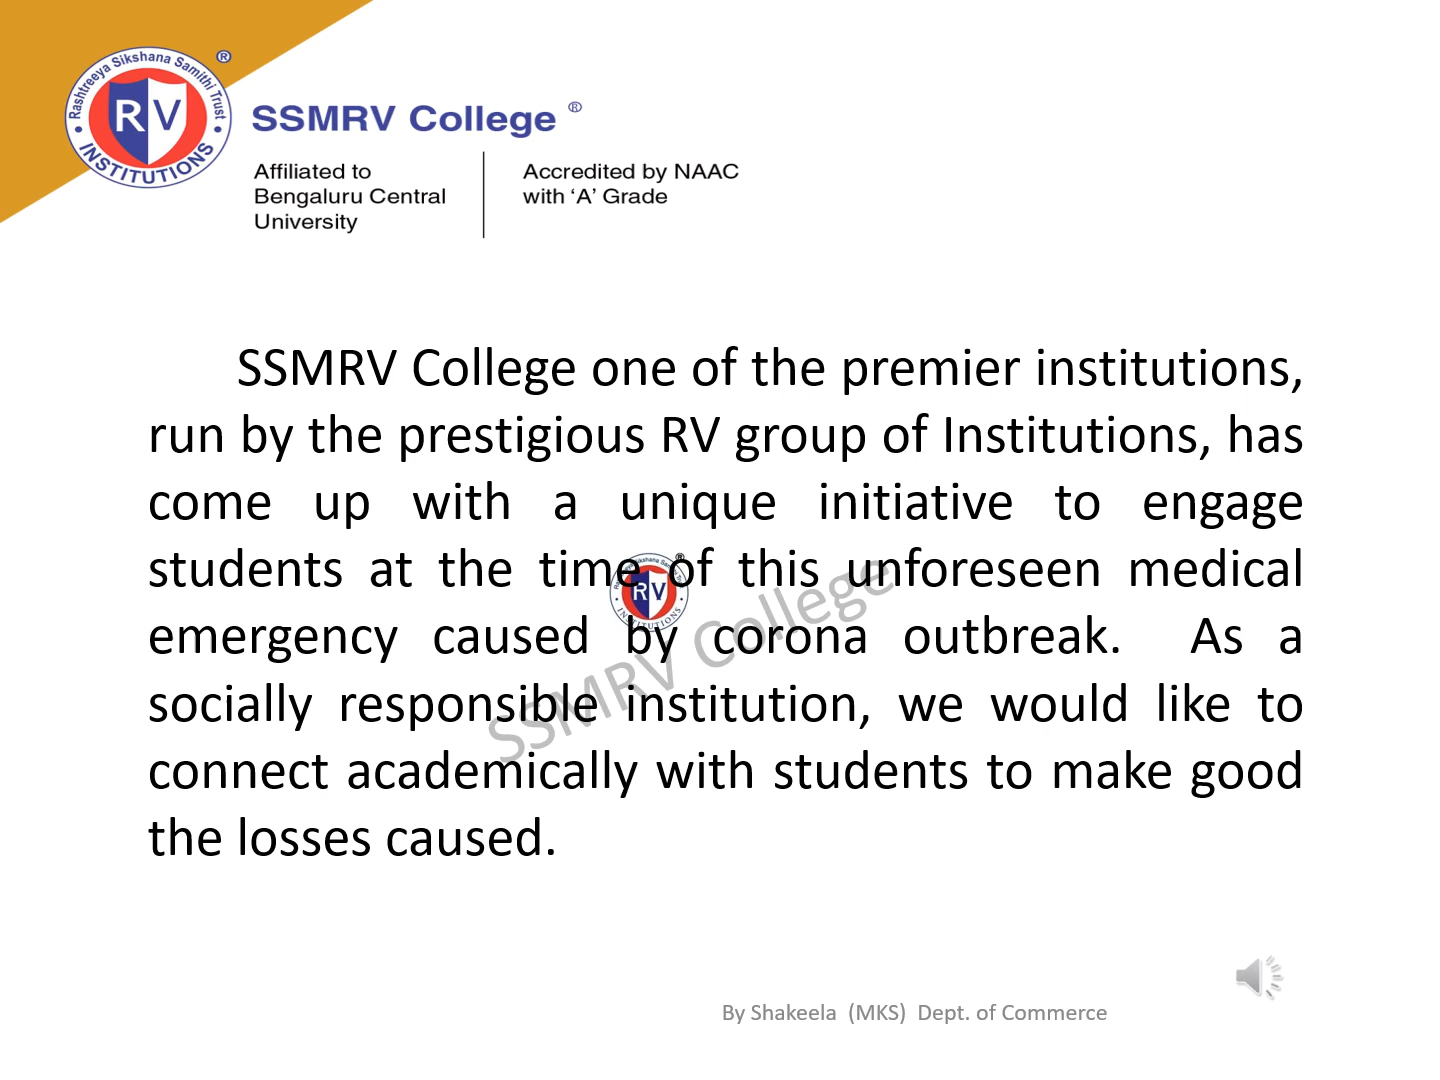 Rashtreeya Sikshana Samithi Trust
®
RV
INSTITUTIONS
SSMRV College ®
Affiliated to
Bengaluru Central
University
Accredited by NAAC
with ‘A’ Grade
SSMRV College one of the premier institutions,
run by the prestigious RV group of Institutions, has
come up with a unique initiative to engage
students at the time of this unforeseen medical
emergency caused by corona outbreak. As a
socially responsible institution, we would like to
connect academically with students to make good
the losses caused.
RV
INSTITUTIONS
SSMRV College
By Shakeela (MKS) Dept. of Commerce